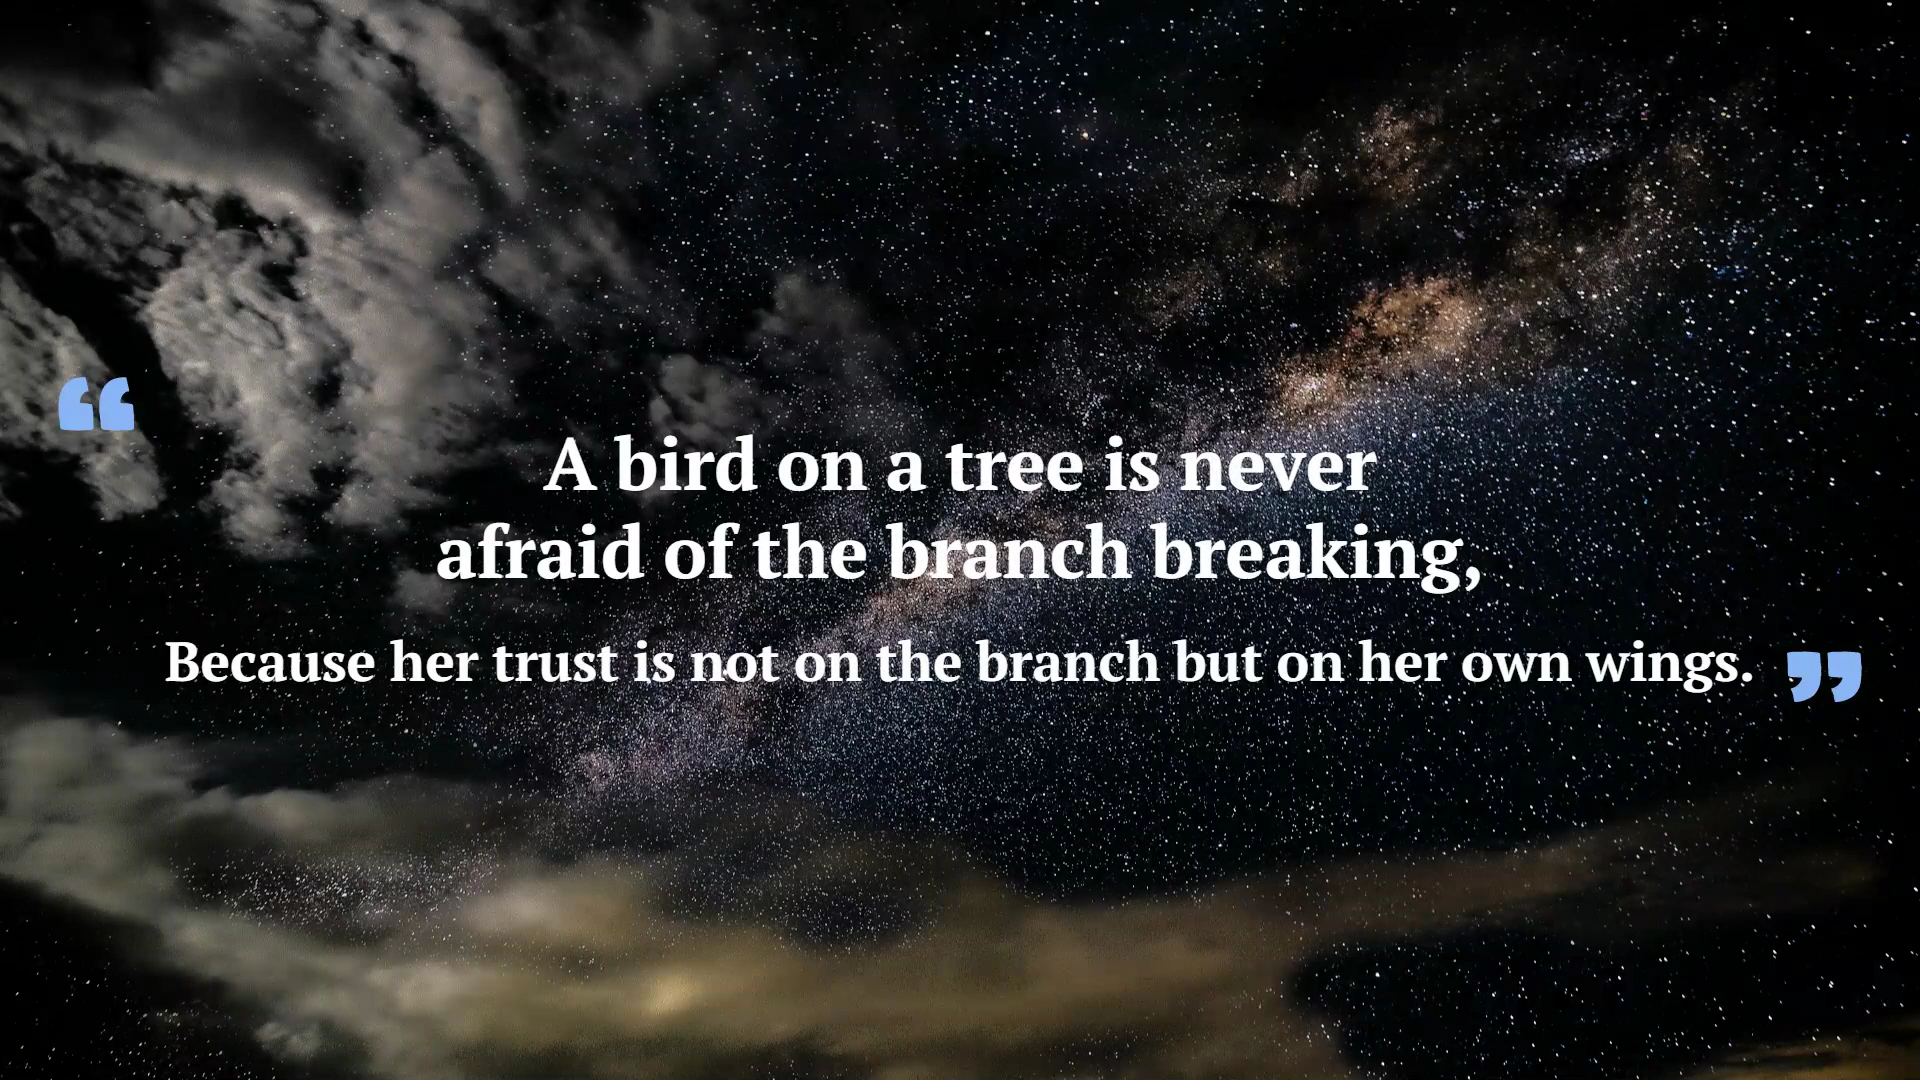 “
A bird on a tree is never
afraid of the branch breaking,
Because her trust is not on the branch but on her own wings. ”